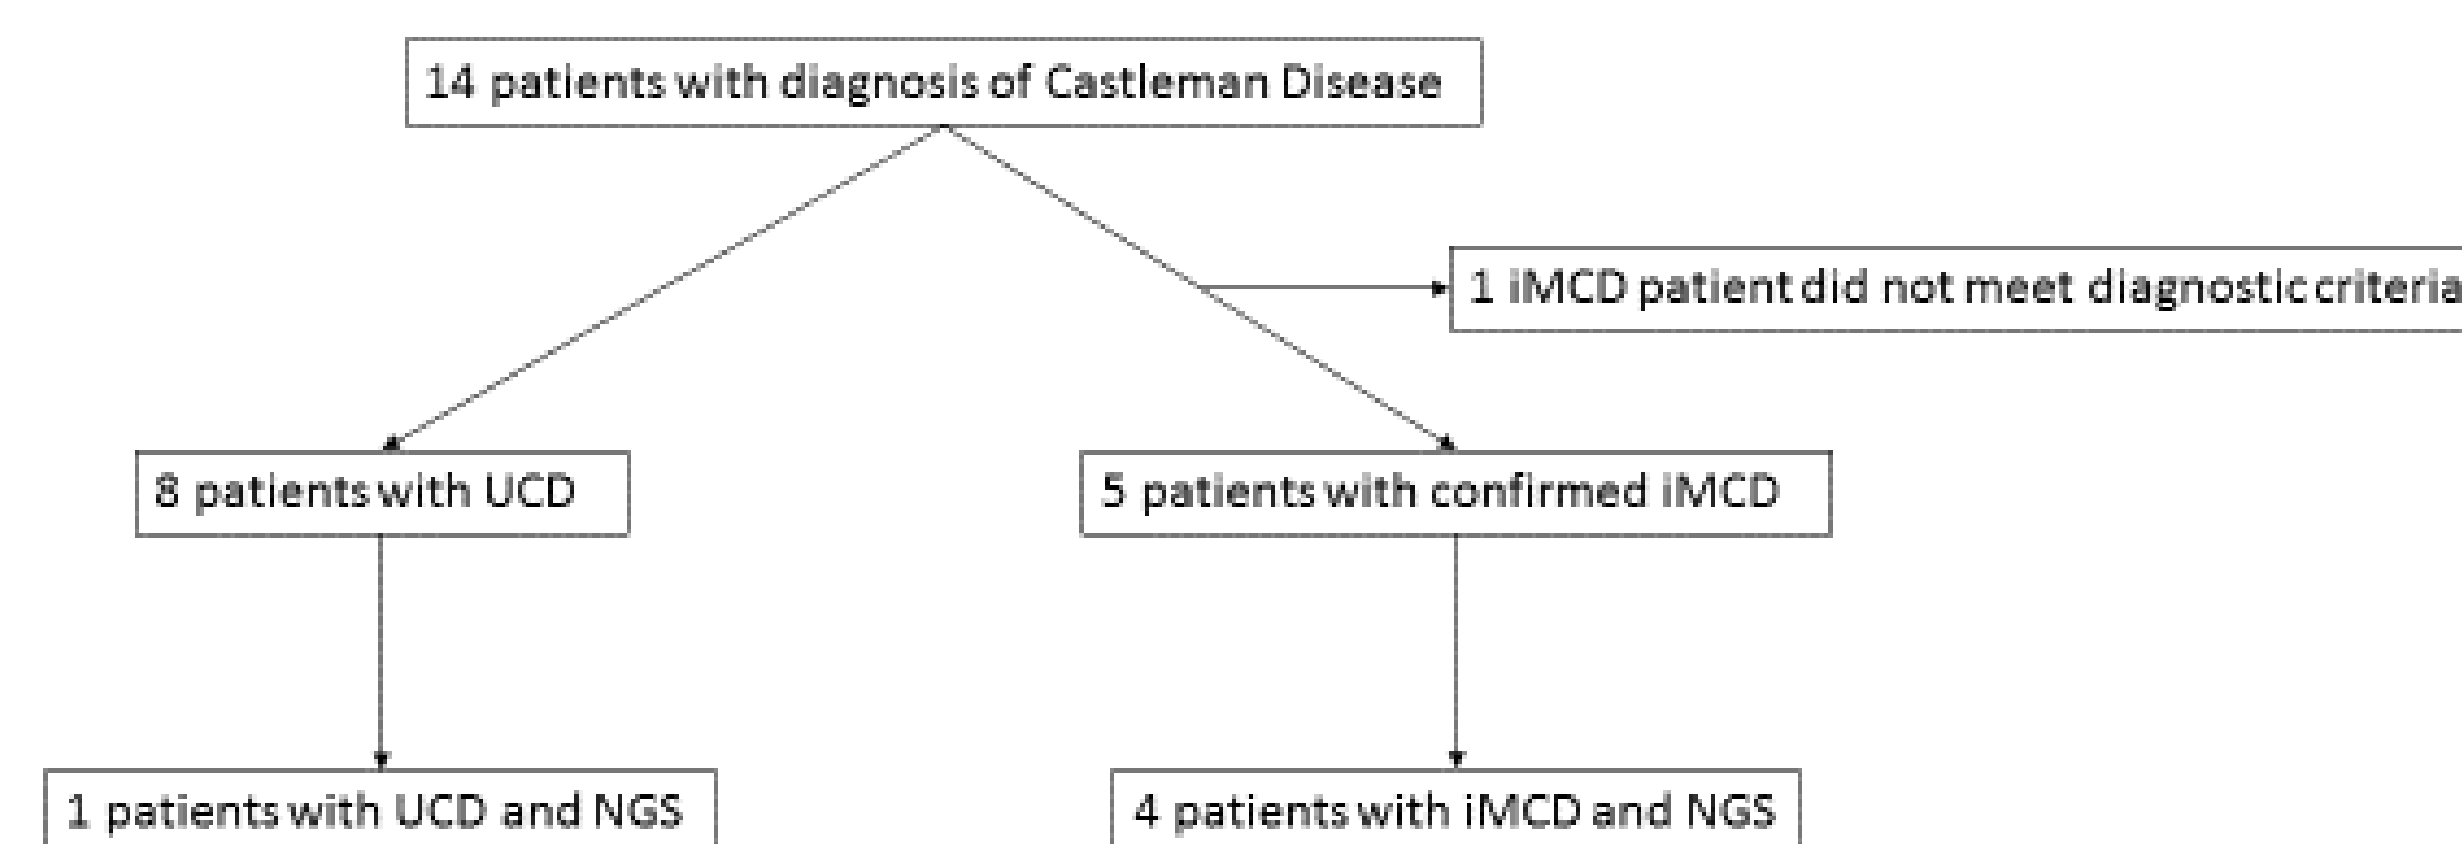 14 patients with diagnosis of Castleman Disease
1 iMCD patient did not meet diagnostic criteria
8 patients with UCD
5 patients with confirmed iMCD
1 patients with UCD and NGS
4 patients with iMCD and NGS